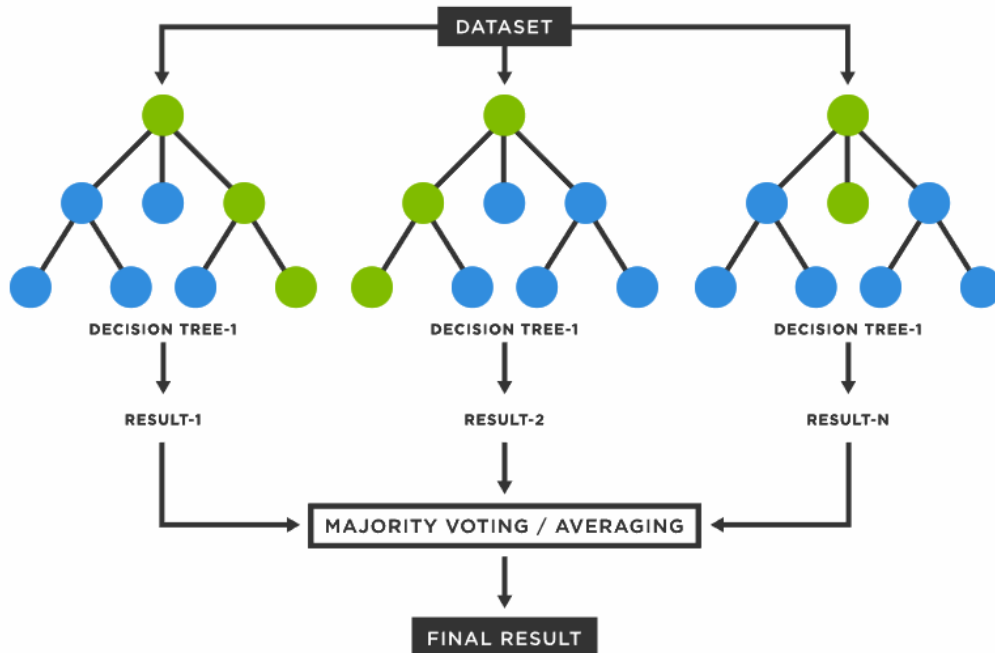 DATASET
DECISION TREE-1
DECISION TREE-1
DECISION TREE-1
RESULT-1
RESULT-2
RESULT-N
MAJORITY VOTING / AVERAGING
FINAL RESULT